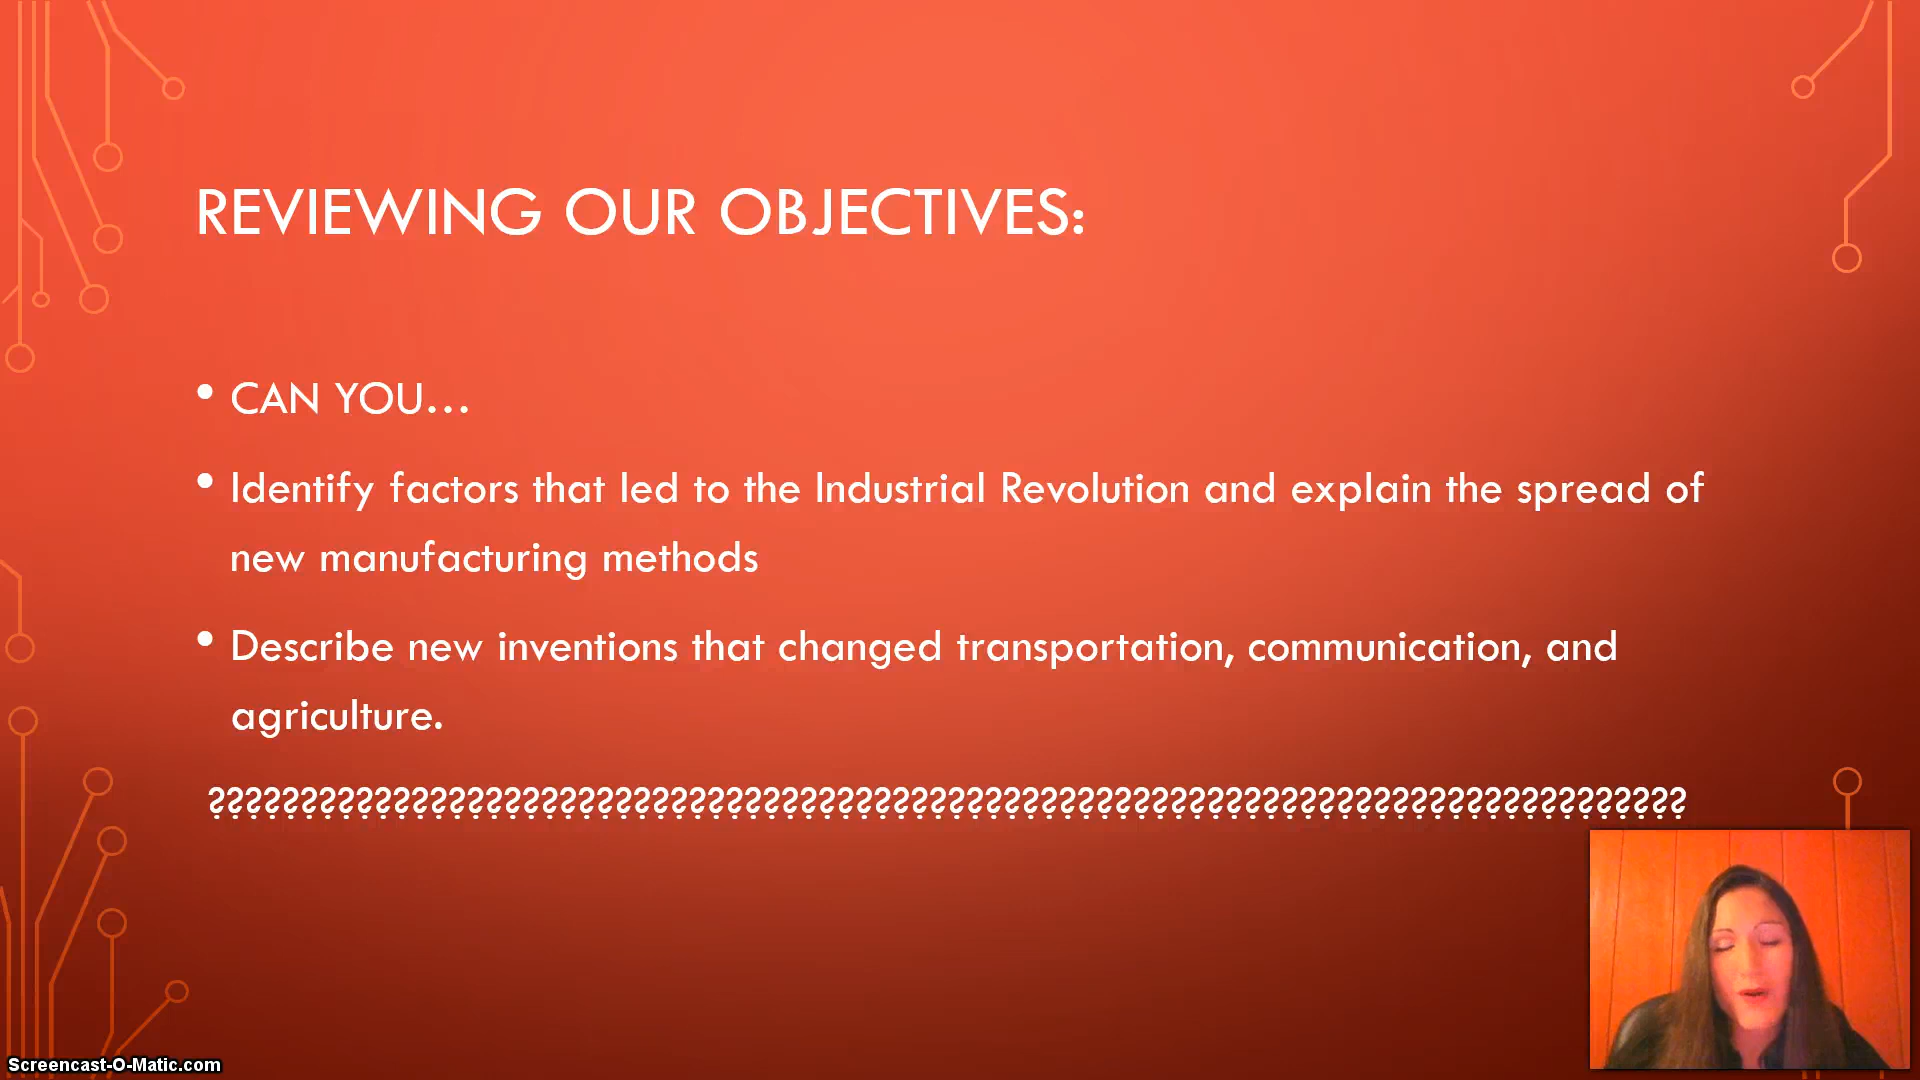 REVIEWING OUR OBJECTIVES:
• CAN YOU…
• Identify factors that led to the Industrial Revolution and explain the spread of
new manufacturing methods
• Describe new inventions that changed transportation, communication, and
agriculture.
????????????????????????????????????????????????????????????????????????????????
Screencast-O-Matic.com